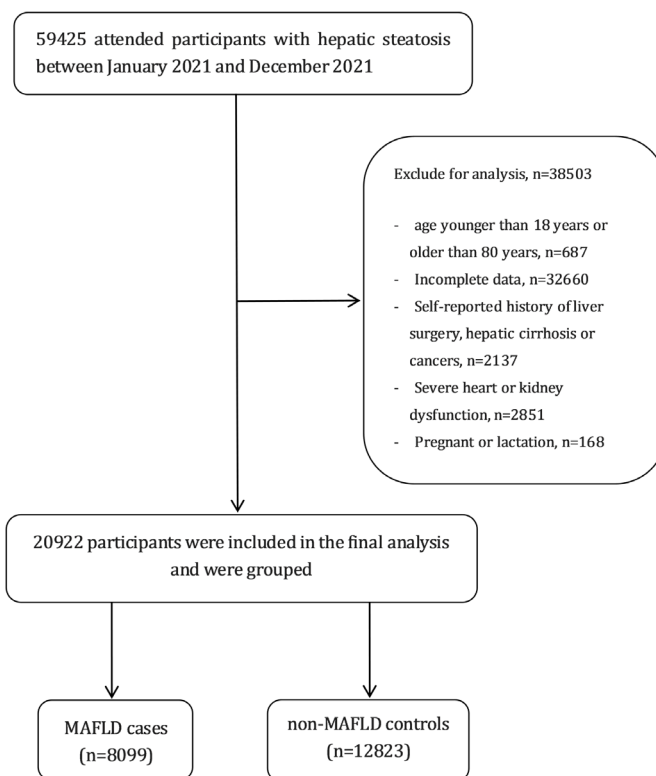 59425 attended participants with hepatic steatosis
between January 2021 and December 2021
Exclude for analysis, n=38503
- age younger than 18 years or
older than 80 years, n=687
- Incomplete data, n=32660
- Self-reported history of liver
surgery, hepatic cirrhosis or
cancers, n=2137
- Severe heart or kidney
dysfunction, n=2851
- Pregnant or lactation, n=168
20922 participants were included in the final analysis
and were grouped
MAFLD cases
(n=8099)
non-MAFLD controls
(n=12823)